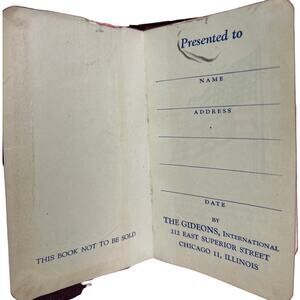 THIS BOOK NOT TO BE SOLD
Presented to
NAME
ADDRESS
DATE
BY
THE GIDEONS, INTERNATIONAL
212 EAST SUPERIOR STREET
CHICAGO 11, ILLINOIS